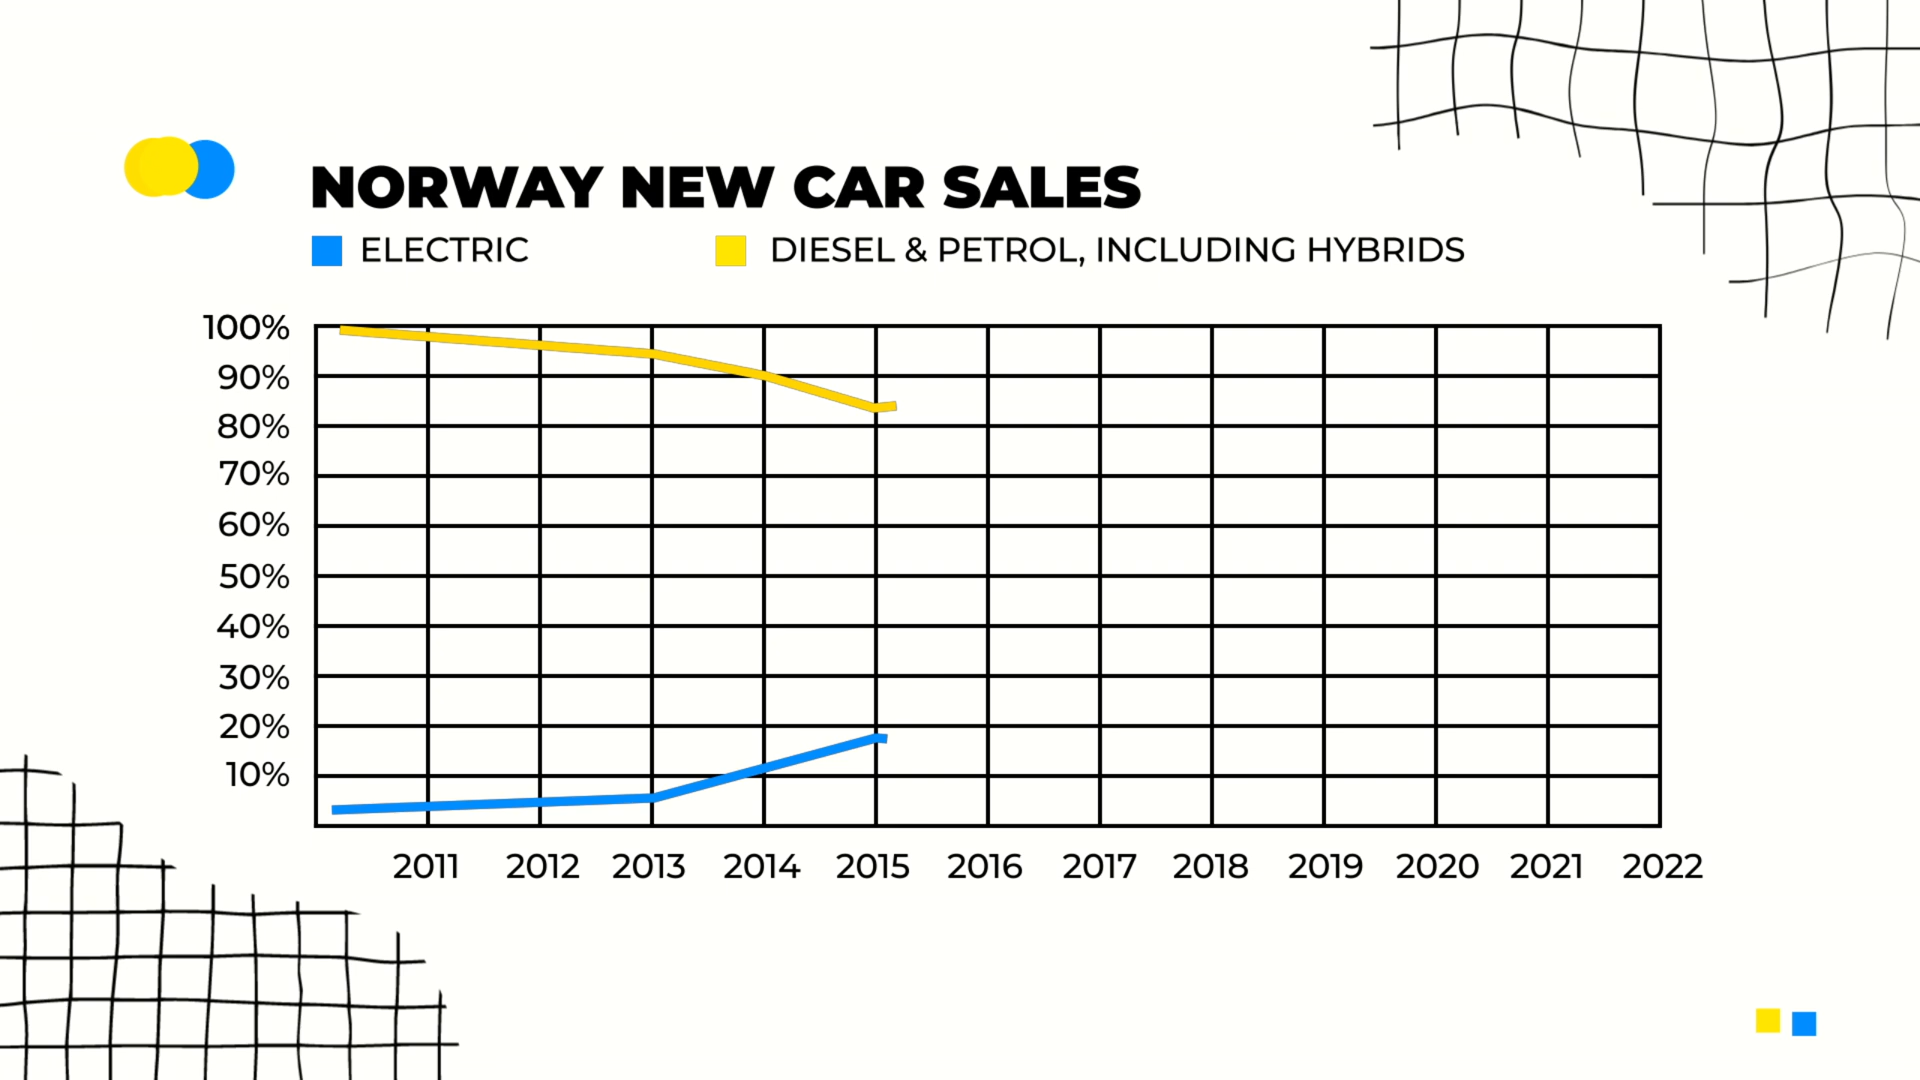 NORWAY NEW CAR SALES
ELECTRIC
DIESEL & PETROL, INCLUDING HYBRIDS
100%
90%
80%
70%
60%
50%
40%
30%
20%
10%
2011 2012 2013 2014 2015 2016 2017 2018 2019 2020 2021 2022